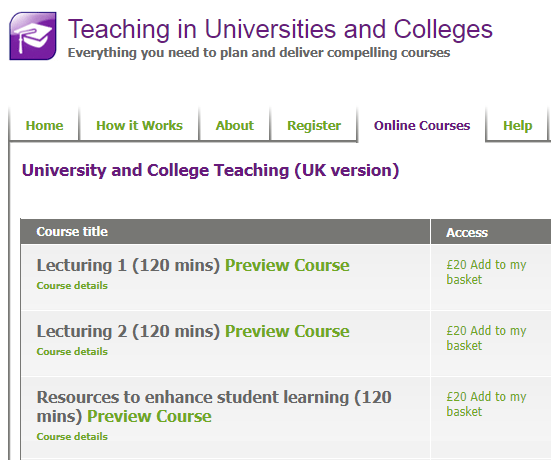 Teaching in Universities and Colleges
Everything you need to plan and deliver compelling courses
Home How it Works About Register Online Courses Help
University and College Teaching (UK version)
Course title Access
Lecturing 1 (120 mins) Preview Course
Course details
£20 Add to my
basket
Lecturing 2 (120 mins) Preview Course
Course details
£20 Add to my
basket
Resources to enhance student learning (120
mins) Preview Course
Course details
£20 Add to my
basket